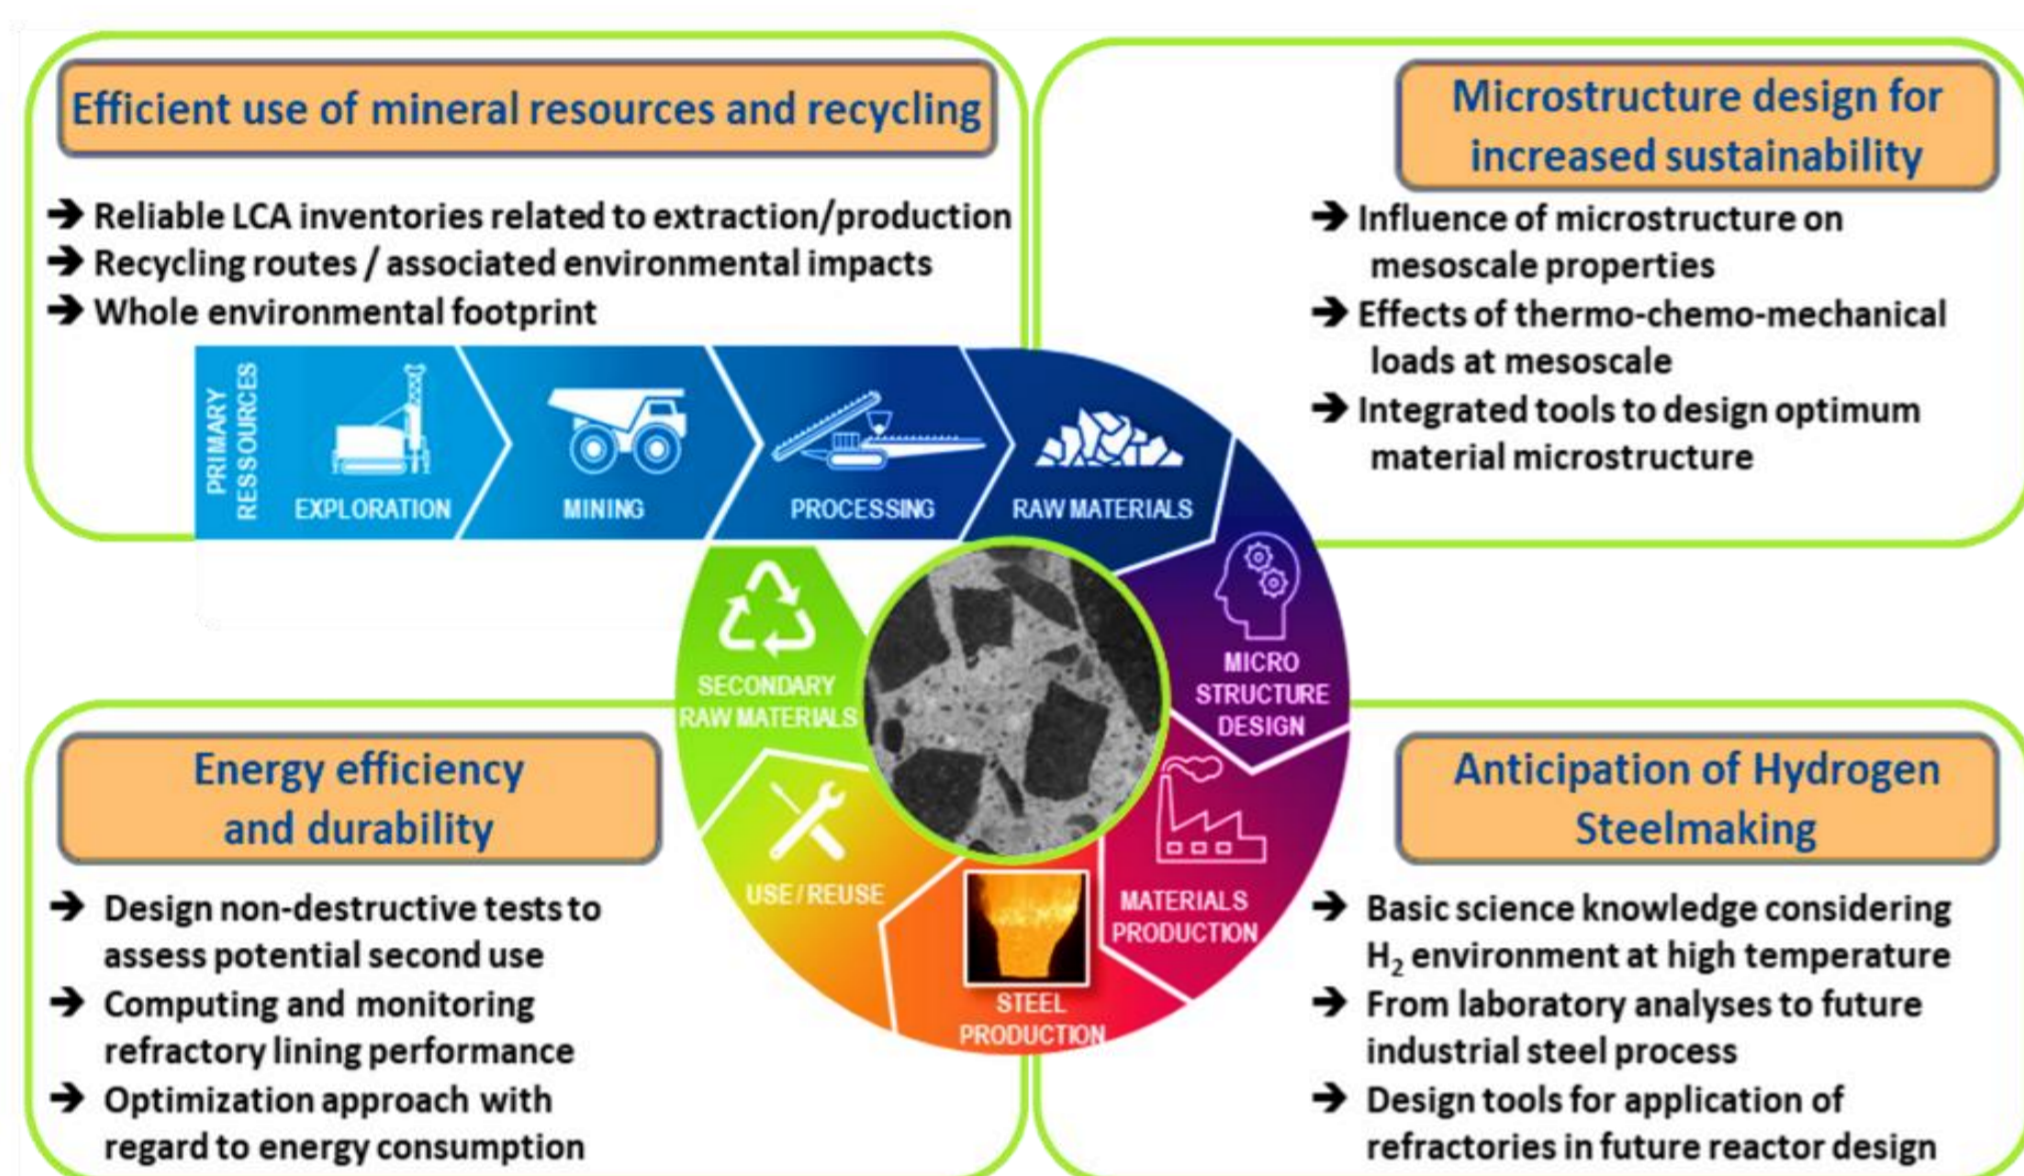 Efficient use of mineral resources and recycling
➔ Reliable LCA inventories related to extraction/production
➔ Recycling routes / associated environmental impacts
➔ Whole environmental footprint
Microstructure design for
increased sustainability
➔ Influence of microstructure on
mesoscale properties
➔ Effects of thermo-chemo-mechanical
loads at mesoscale
➔ Integrated tools to design optimum
material microstructure
PRIMARY
RESSOURCES
EXPLORATION
MINING
PROCESSING
RAW MATERIALS
MICRO
STRUCTURE
DESIGN
MATERIALS
PRODUCTION
STEEL
PRODUCTION
USE / REUSE
SECONDARY
RAW MATERIALS
Energy efficiency
and durability
➔ Design non-destructive tests to
assess potential second use
➔ Computing and monitoring
refractory lining performance
➔ Optimization approach with
regard to energy consumption
Anticipation of Hydrogen
Steelmaking
➔ Basic science knowledge considering
H₂ environment at high temperature
➔ From laboratory analyses to future
industrial steel process
➔ Design tools for application of
refractories in future reactor design